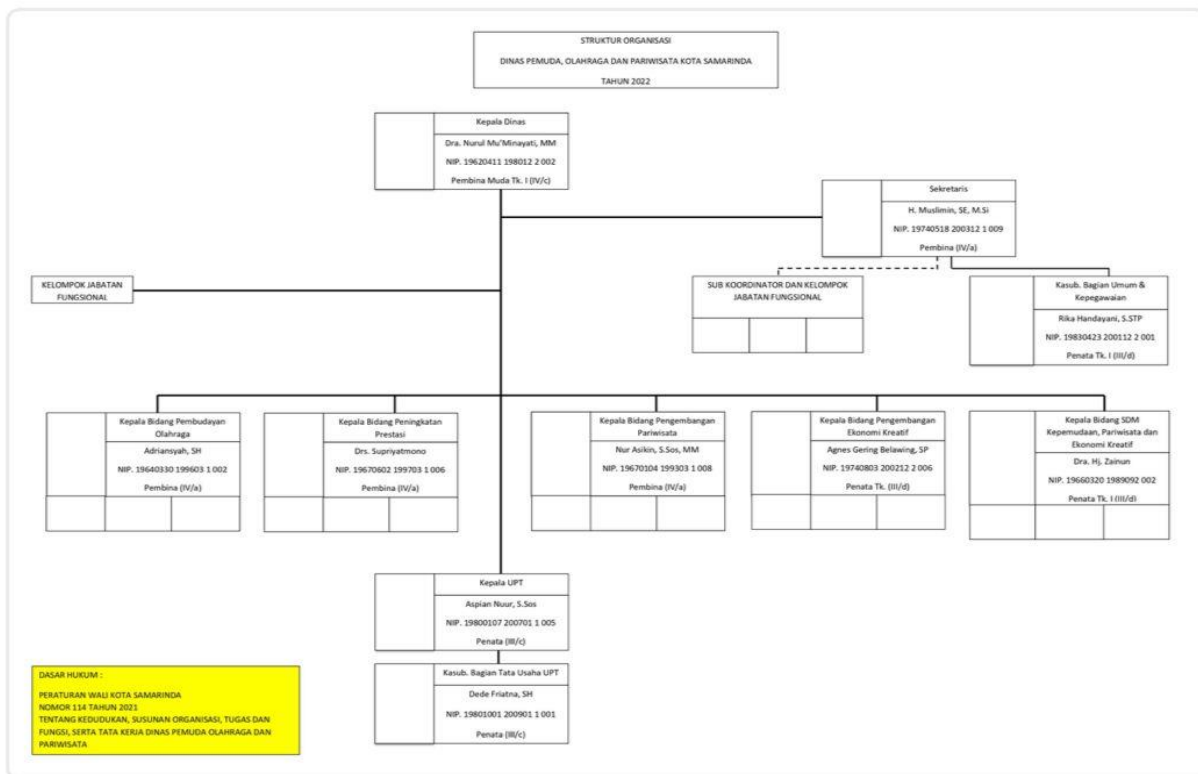 STRUKTUR ORGANISASI
DINAS PEMUDA, OLAHRAGA DAN PARIWISATA KOTA SAMARINDA
TAHUN 2022
Kepala Dinas
Dra. Nurul Mu'Minayati, MM
NIP. 19620411 198012 2 002
Pembina Muda Tk. I (IV/c)
Sekretaris
H. Muslimin, SE, M.Si
NIP. 19740518 200312 1 009
Pembina (IV/a)
KELOMPOK JABATAN
FUNGSIONAL
SUB KOORDINATOR DAN KELOMPOK
JABATAN FUNGSIONAL
Kasub. Bagian Umum &
Kepegawaian
Rika Handayani, S.STP
NIP. 19830423 200112 2 001
Penata Tk. I (III/d)
Kepala Bidang Pembudayan
Olahraga
Adriansyah, SH
NIP. 19640330 199603 1 002
Pembina (IV/a)
Kepala Bidang Peningkatan
Prestasi
Drs. Supriyatmono
NIP. 19670602 199703 1 006
Pembina (IV/a)
Kepala Bidang Pengembangan
Pariwisata
Nur Asikin, S.Sos, MM
NIP. 19670104 199303 1 008
Pembina (IV/a)
Kepala Bidang Pengembangan
Ekonomi Kreatif
Agnes Gering Belawing, SP
NIP. 19740803 200212 2 006
Penata Tk. (III/d)
Kepala Bidang SDM
Kepemudaan, Pariwisata dan
Ekonomi Kreatif
Dra. Hj. Zainun
NIP. 19660320 1989092 002
Penata Tk. I (III/d)
Kepala UPT
Aspian Nuur, S.Sos
NIP. 19800107 200701 1 005
Penata (III/c)
Kasub. Bagian Tata Usaha UPT
Dede Friatna, SH
NIP. 19801001 200901 1 001
Penata (III/c)
DASAR HUKUM :
PERATURAN WALI KOTA SAMARINDA
NOMOR 114 TAHUN 2021
TENTANG KEDUDUKAN, SUSUNAN ORGANISASI, TUGAS DAN
FUNGSI, SERTA TATA KERJA DINAS PEMUDA OLAHRAGA DAN
PARIWISATA